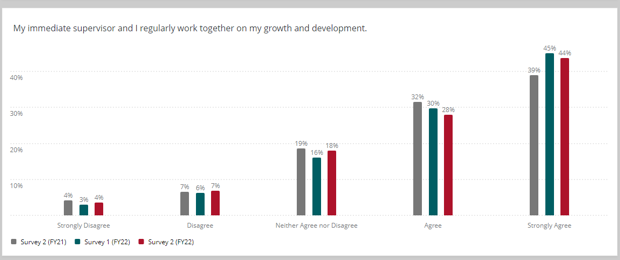 My immediate supervisor and I regularly work together on my growth and development.
45%
44%
39%
40%
32%
30%
28%
30%
19%
16%
18%
20%
10%
4%
3%
4%
7%
6%
7%
Strongly Disagree
Disagree
Neither Agree nor Disagree
Agree
Strongly Agree
Survey 2 (FY21)
Survey 1 (FY22)
Survey 2 (FY22)